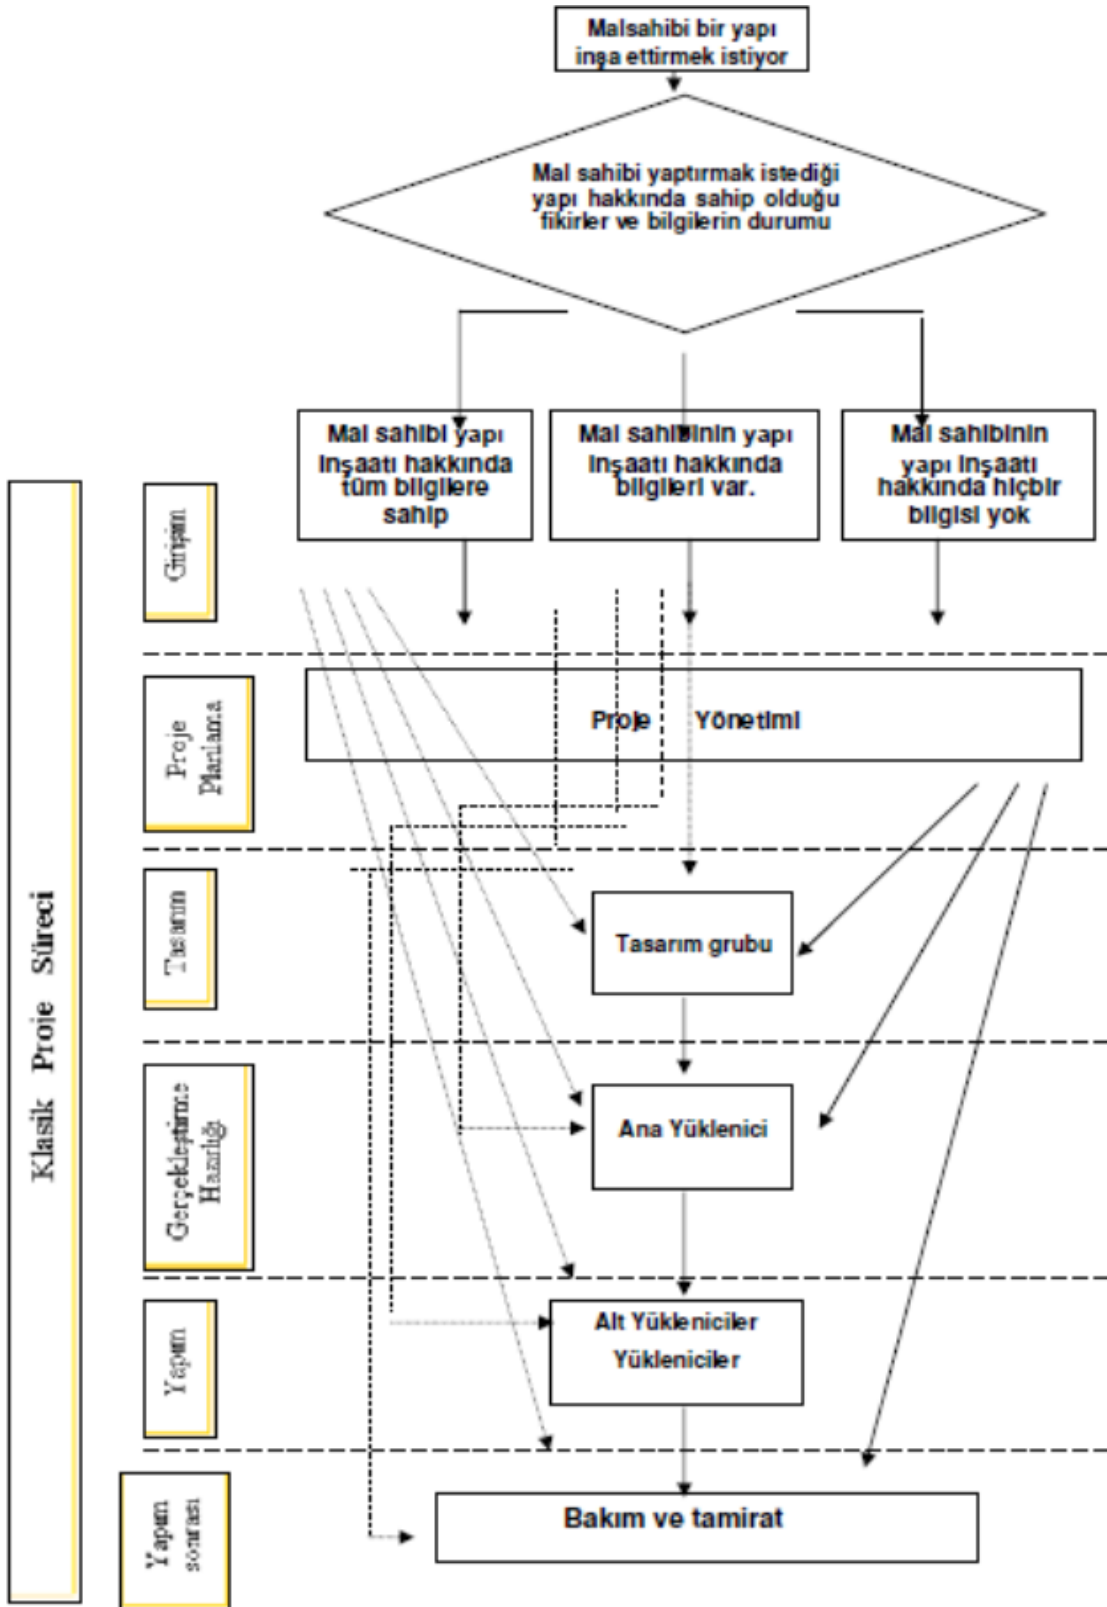 Malsahibi bir yapı
inşa ettirmek istiyor
Mal sahibi yaptırmak istediği
yapı hakkında sahip olduğu
fikirler ve bilgilerin durumu
Mal sahibi yapı
inşaatı hakkında
tüm bilgilere
sahip
Mal sahibinin yapı
inşaatı hakkında
bilgileri var.
Mal sahibinin
yapı inşaatı
hakkında hiçbir
bilgisi yok
Klasik Proje Süreci
Girişim
Proje
Planlama
Proje Yönetimi
Tasarım
Tasarım grubu
Gerçekleştirme
Hazırlığı
Ana Yüklenici
Yapım
Alt Yükleniciler
Yükleniciler
Yapım
sonrası
Bakım ve tamirat